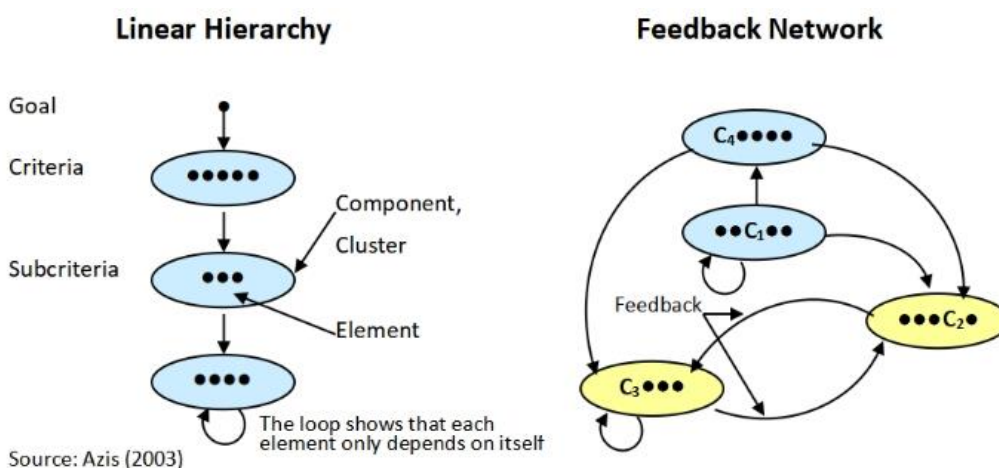 Linear Hierarchy
Goal
Criteria
Component,
Cluster
Subcriteria
Element
The loop shows that each
element only depends on itself
Source: Azis (2003)
Feedback Network
C₄
C₁
Feedback
C₂
C₃